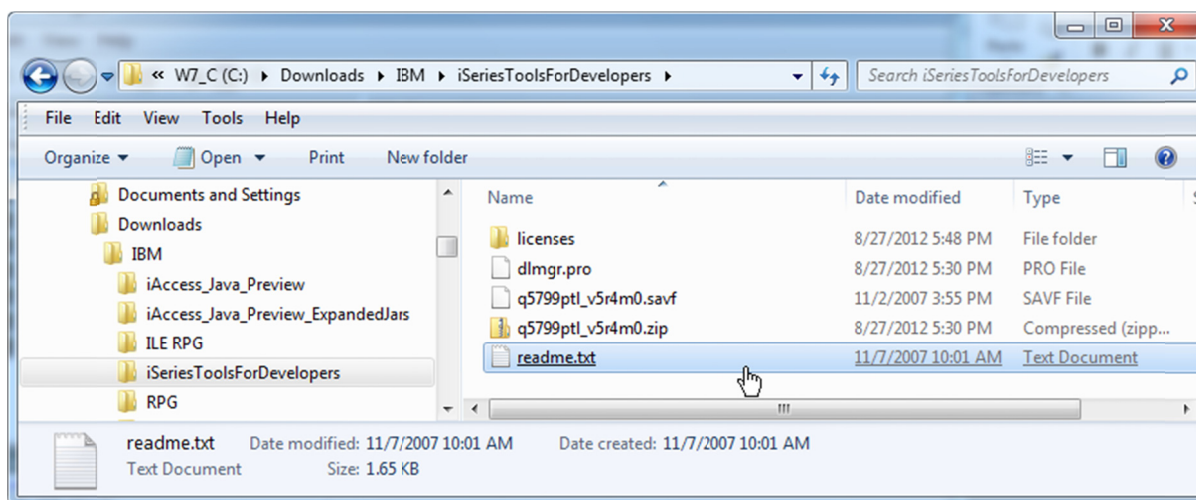 « W7_C (C:) ▸ Downloads ▸ IBM ▸ iSeriesToolsForDevelopers ▸
Search iSeriesToolsForDevelopers
File Edit View Tools Help
Organize Open Print New folder
Documents and Settings
Downloads
IBM
iAccess_Java_Preview
iAccess_Java_Preview_ExpandedJars
ILE RPG
iSeriesToolsForDevelopers
RPG
Name Date modified Type
licenses 8/27/2012 5:48 PM File folder
dlmgr.pro 8/27/2012 5:30 PM PRO File
q5799ptl_v5r4m0.savf 11/2/2007 3:55 PM SAVF File
q5799ptl_v5r4m0.zip 8/27/2012 5:30 PM Compressed (zipp...
readme.txt 11/7/2007 10:01 AM Text Document
readme.txt Date modified: 11/7/2007 10:01 AM Date created: 11/7/2007 10:01 AM
Text Document Size: 1.65 KB